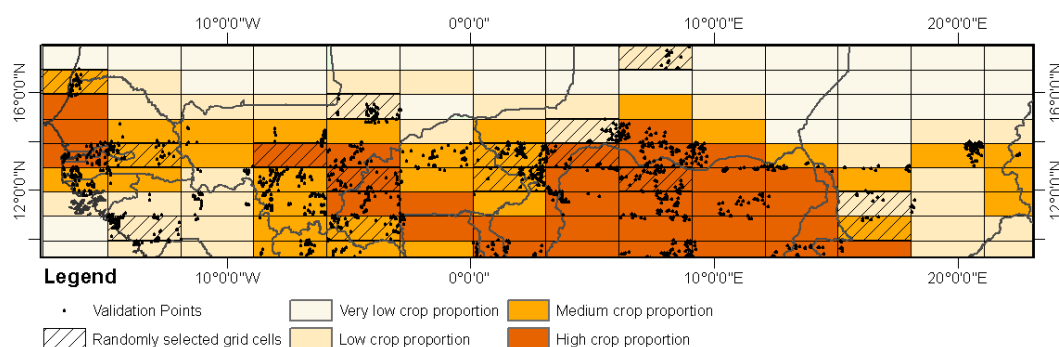 10°0'0"W 0°0'0" 10°0'0"E 20°0'0"E
16°0'0"N 16°0'0"N
12°0'0"N 12°0'0"N
10°0'0"W 0°0'0" 10°0'0"E 20°0'0"E
Legend
Validation Points Very low crop proportion Medium crop proportion
Randomly selected grid cells Low crop proportion High crop proportion